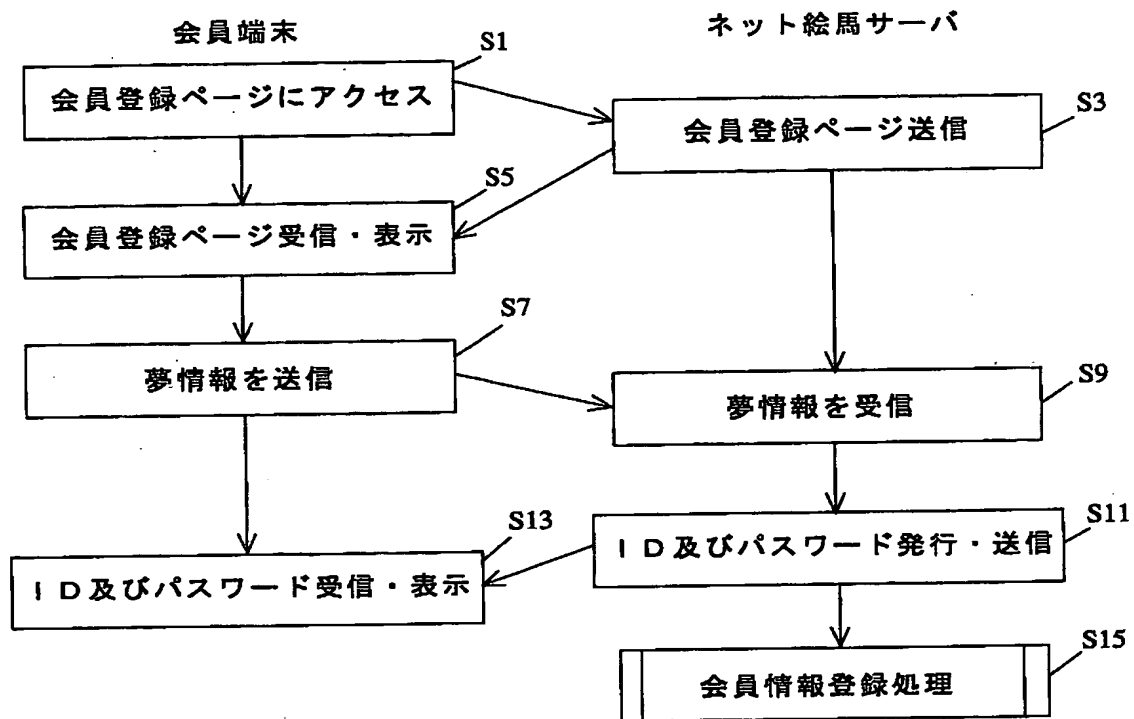 会員端末
ネット絵馬サーバ
S1
会員登録ページにアクセス
S3
会員登録ページ送信
S5
会員登録ページ受信・表示
S7
夢情報を送信
S9
夢情報を受信
S11
ID及びパスワード発行・送信
S13
ID及びパスワード受信・表示
S15
会員情報登録処理